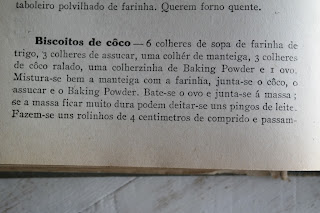 taboleiro polvilhado de farinha. Querem forno quente.
Biscoitos de côco — 6 colheres de sopa de farinha de
trigo, 3 colheres de assucar, uma colhér de manteiga, 3 colheres
de côco ralado, uma colherzinha de Baking Powder e 1 ovo.
Mistura-se bem a manteiga com a farinha, junta-se o côco, o
assucar e o Baking Powder. Bate-se o ovo e junta-se á massa;
se a massa ficar muito dura podem deitar-se uns pingos de leite.
Fazem-se uns rolinhos de 4 centimetros de comprido e passam-